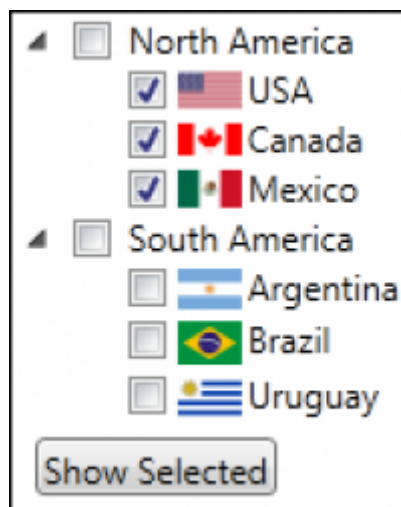 North America
USA
Canada
Mexico
South America
Argentina
Brazil
Uruguay
Show Selected